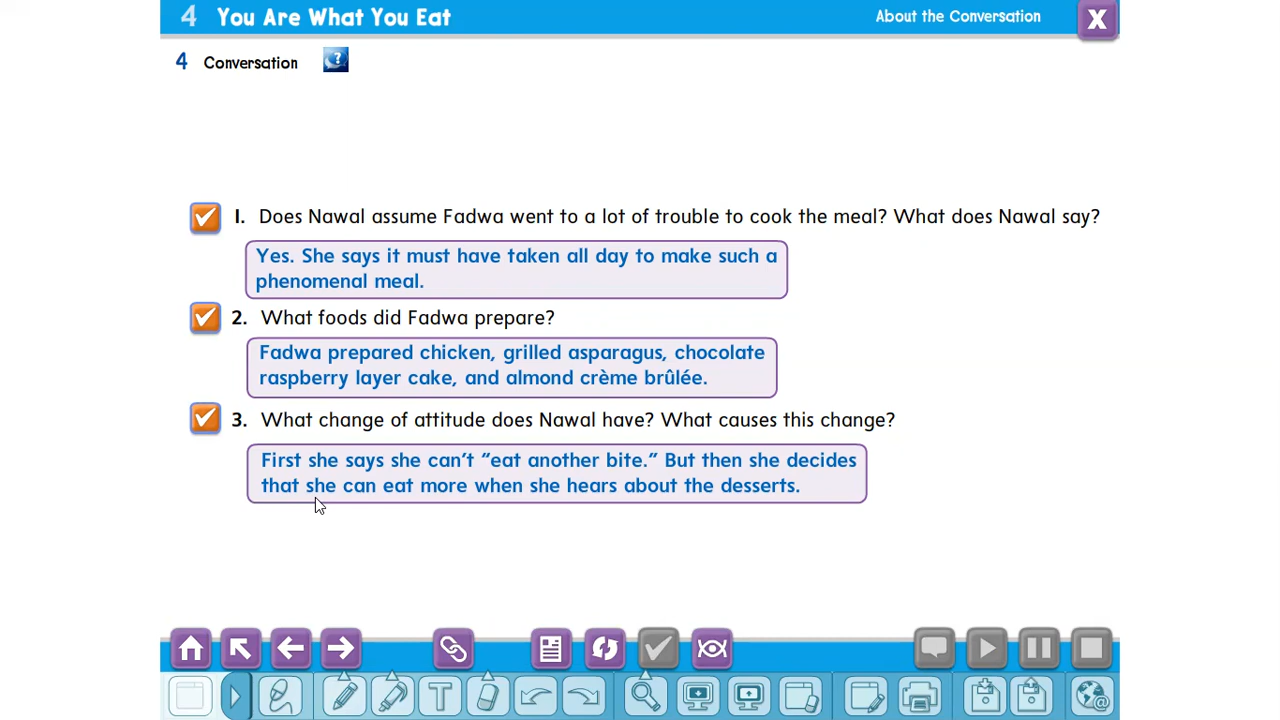 4 You Are What You Eat
About the Conversation
X
4 Conversation
?
1. Does Nawal assume Fadwa went to a lot of trouble to cook the meal? What does Nawal say?
Yes. She says it must have taken all day to make such a
phenomenal meal.
2. What foods did Fadwa prepare?
Fadwa prepared chicken, grilled asparagus, chocolate
raspberry layer cake, and almond crème brûlée.
3. What change of attitude does Nawal have? What causes this change?
First she says she can't “eat another bite.” But then she decides
that she can eat more when she hears about the desserts.
T
@